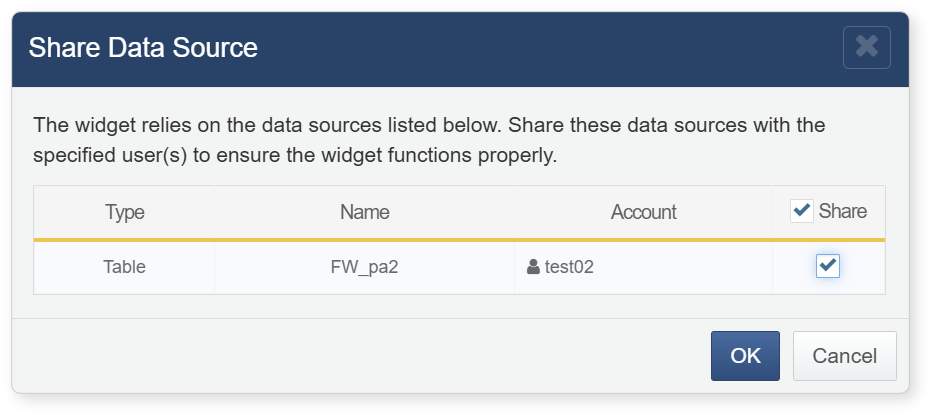 Share Data Source
The widget relies on the data sources listed below. Share these data sources with the
specified user(s) to ensure the widget functions properly.
Type Name Account Share
Table FW_pa2 test02
OK Cancel